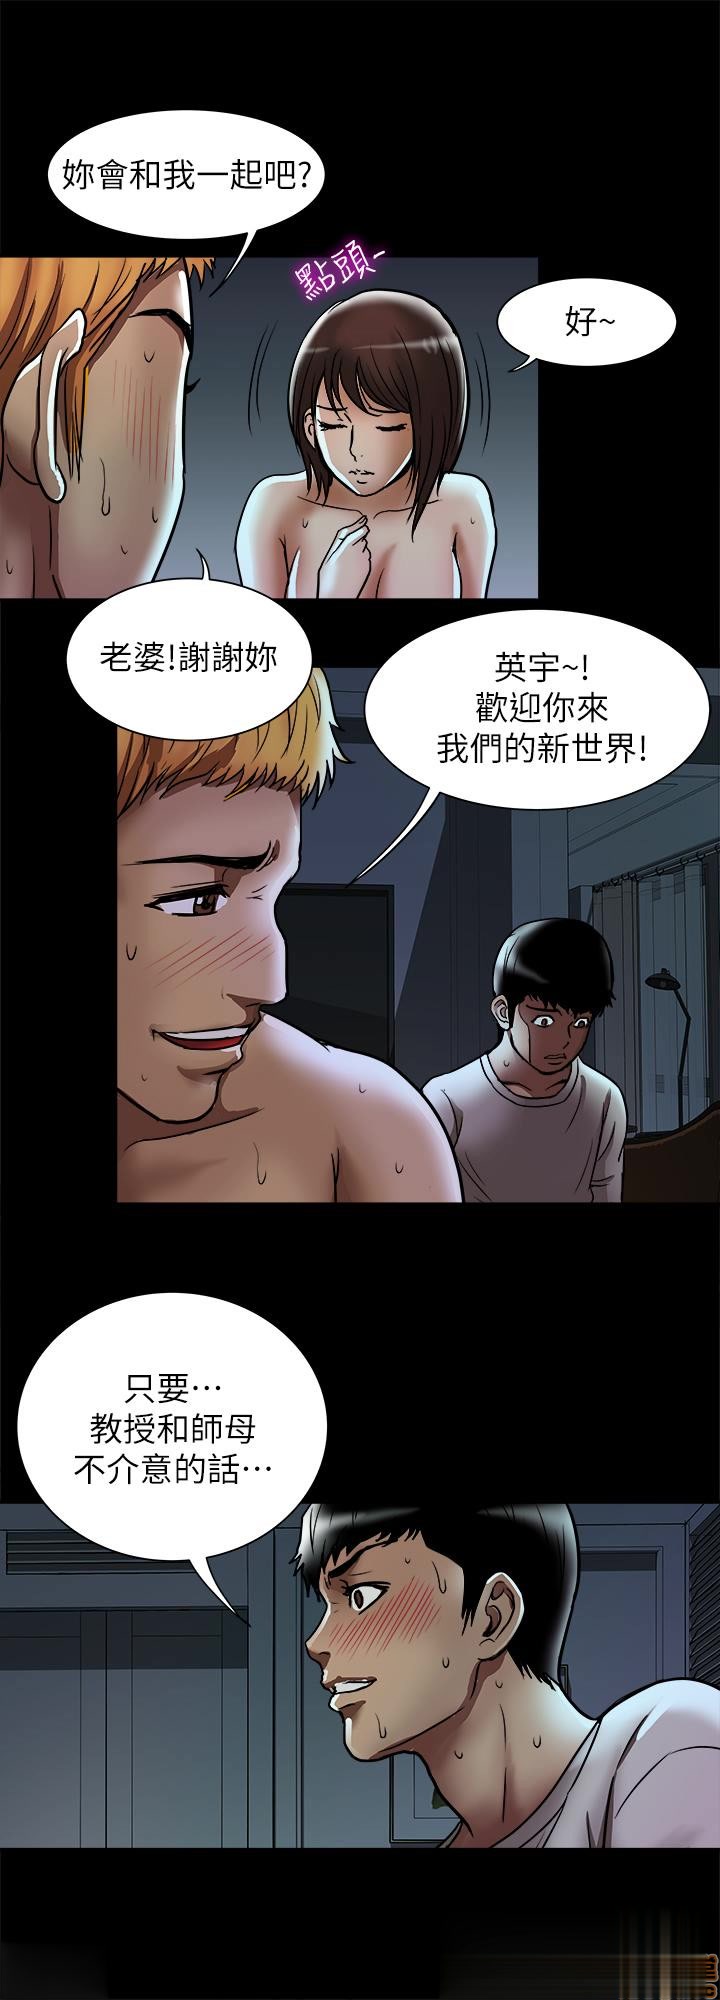 妳會和我一起吧?
點頭~
好~
老婆!謝謝妳
英宇~!
歡迎你來
我們的新世界!
只要…
教授和師母
不介意的話…